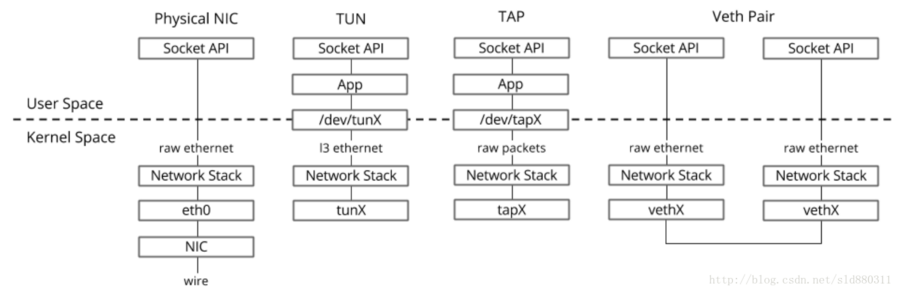 Physical NIC TUN TAP Veth Pair
Socket API Socket API Socket API Socket API Socket API
App App
User Space
/dev/tunX /dev/tapX
Kernel Space
raw ethernet l3 ethernet raw packets raw ethernet raw ethernet
Network Stack Network Stack Network Stack Network Stack Network Stack
eth0 tunX tapX vethX vethX
NIC
wire
http://blog.csdn.net/sld880311